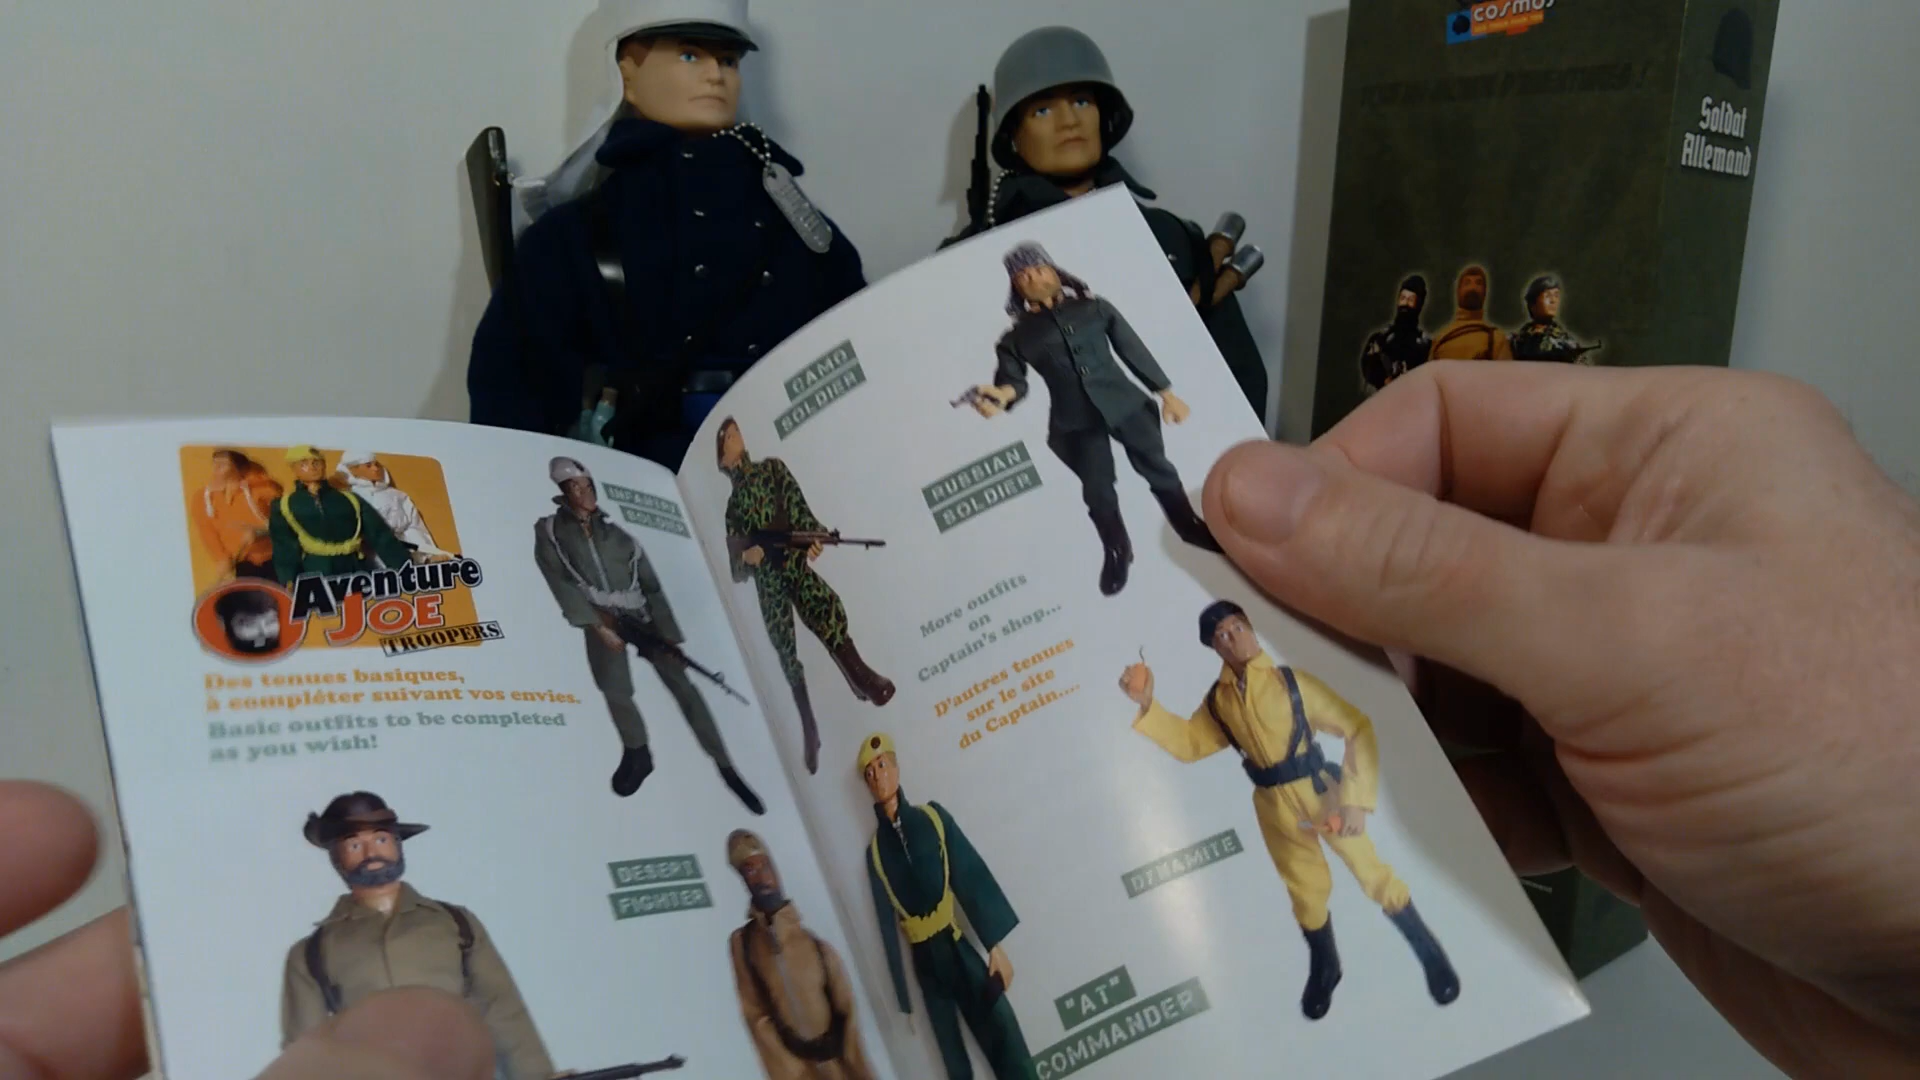 COSMOS
Soldat
Allemand
Aventure
JOE
TROOPERS
Des tenues basiques,
à compléter suivant vos envies.
Basic outfits to be completed
as you wish!
INFANTRY
SOLDIER
DESERT
FIGHTER
CAMO
SOLDIER
RUSSIAN
SOLDIER
More outfits
on
Captain's shop...
D'autres tenues
sur le site
du Captain....
DYNAMITE
"AT"
COMMANDER